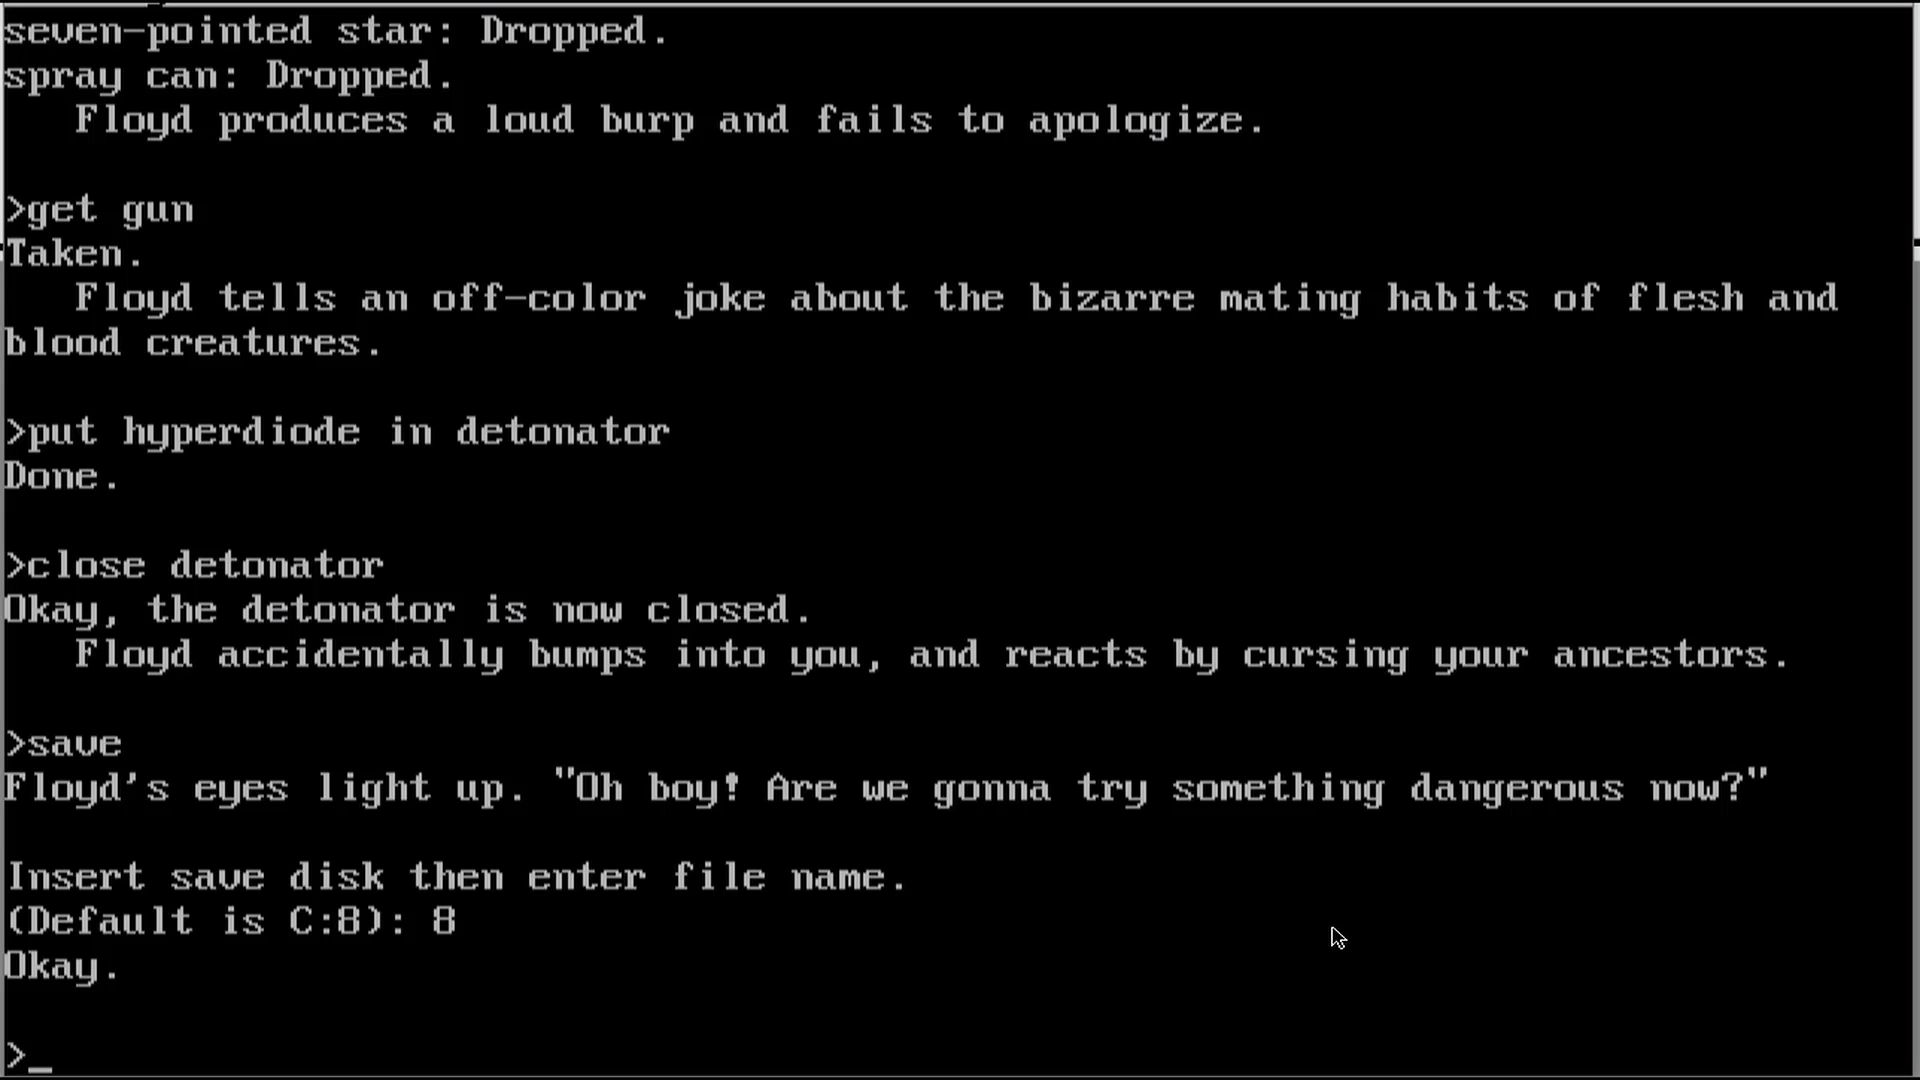 seven-pointed star: Dropped.
spray can: Dropped.
Floyd produces a loud burp and fails to apologize.
>get gun
Taken.
Floyd tells an off-color joke about the bizarre mating habits of flesh and
blood creatures.
>put hyperdiode in detonator
Done.
>close detonator
Okay, the detonator is now closed.
Floyd accidentally bumps into you, and reacts by cursing your ancestors.
>save
Floyd's eyes light up. "Oh boy! Are we gonna try something dangerous now?"
Insert save disk then enter file name.
(Default is C:8): 8
Okay.
>_